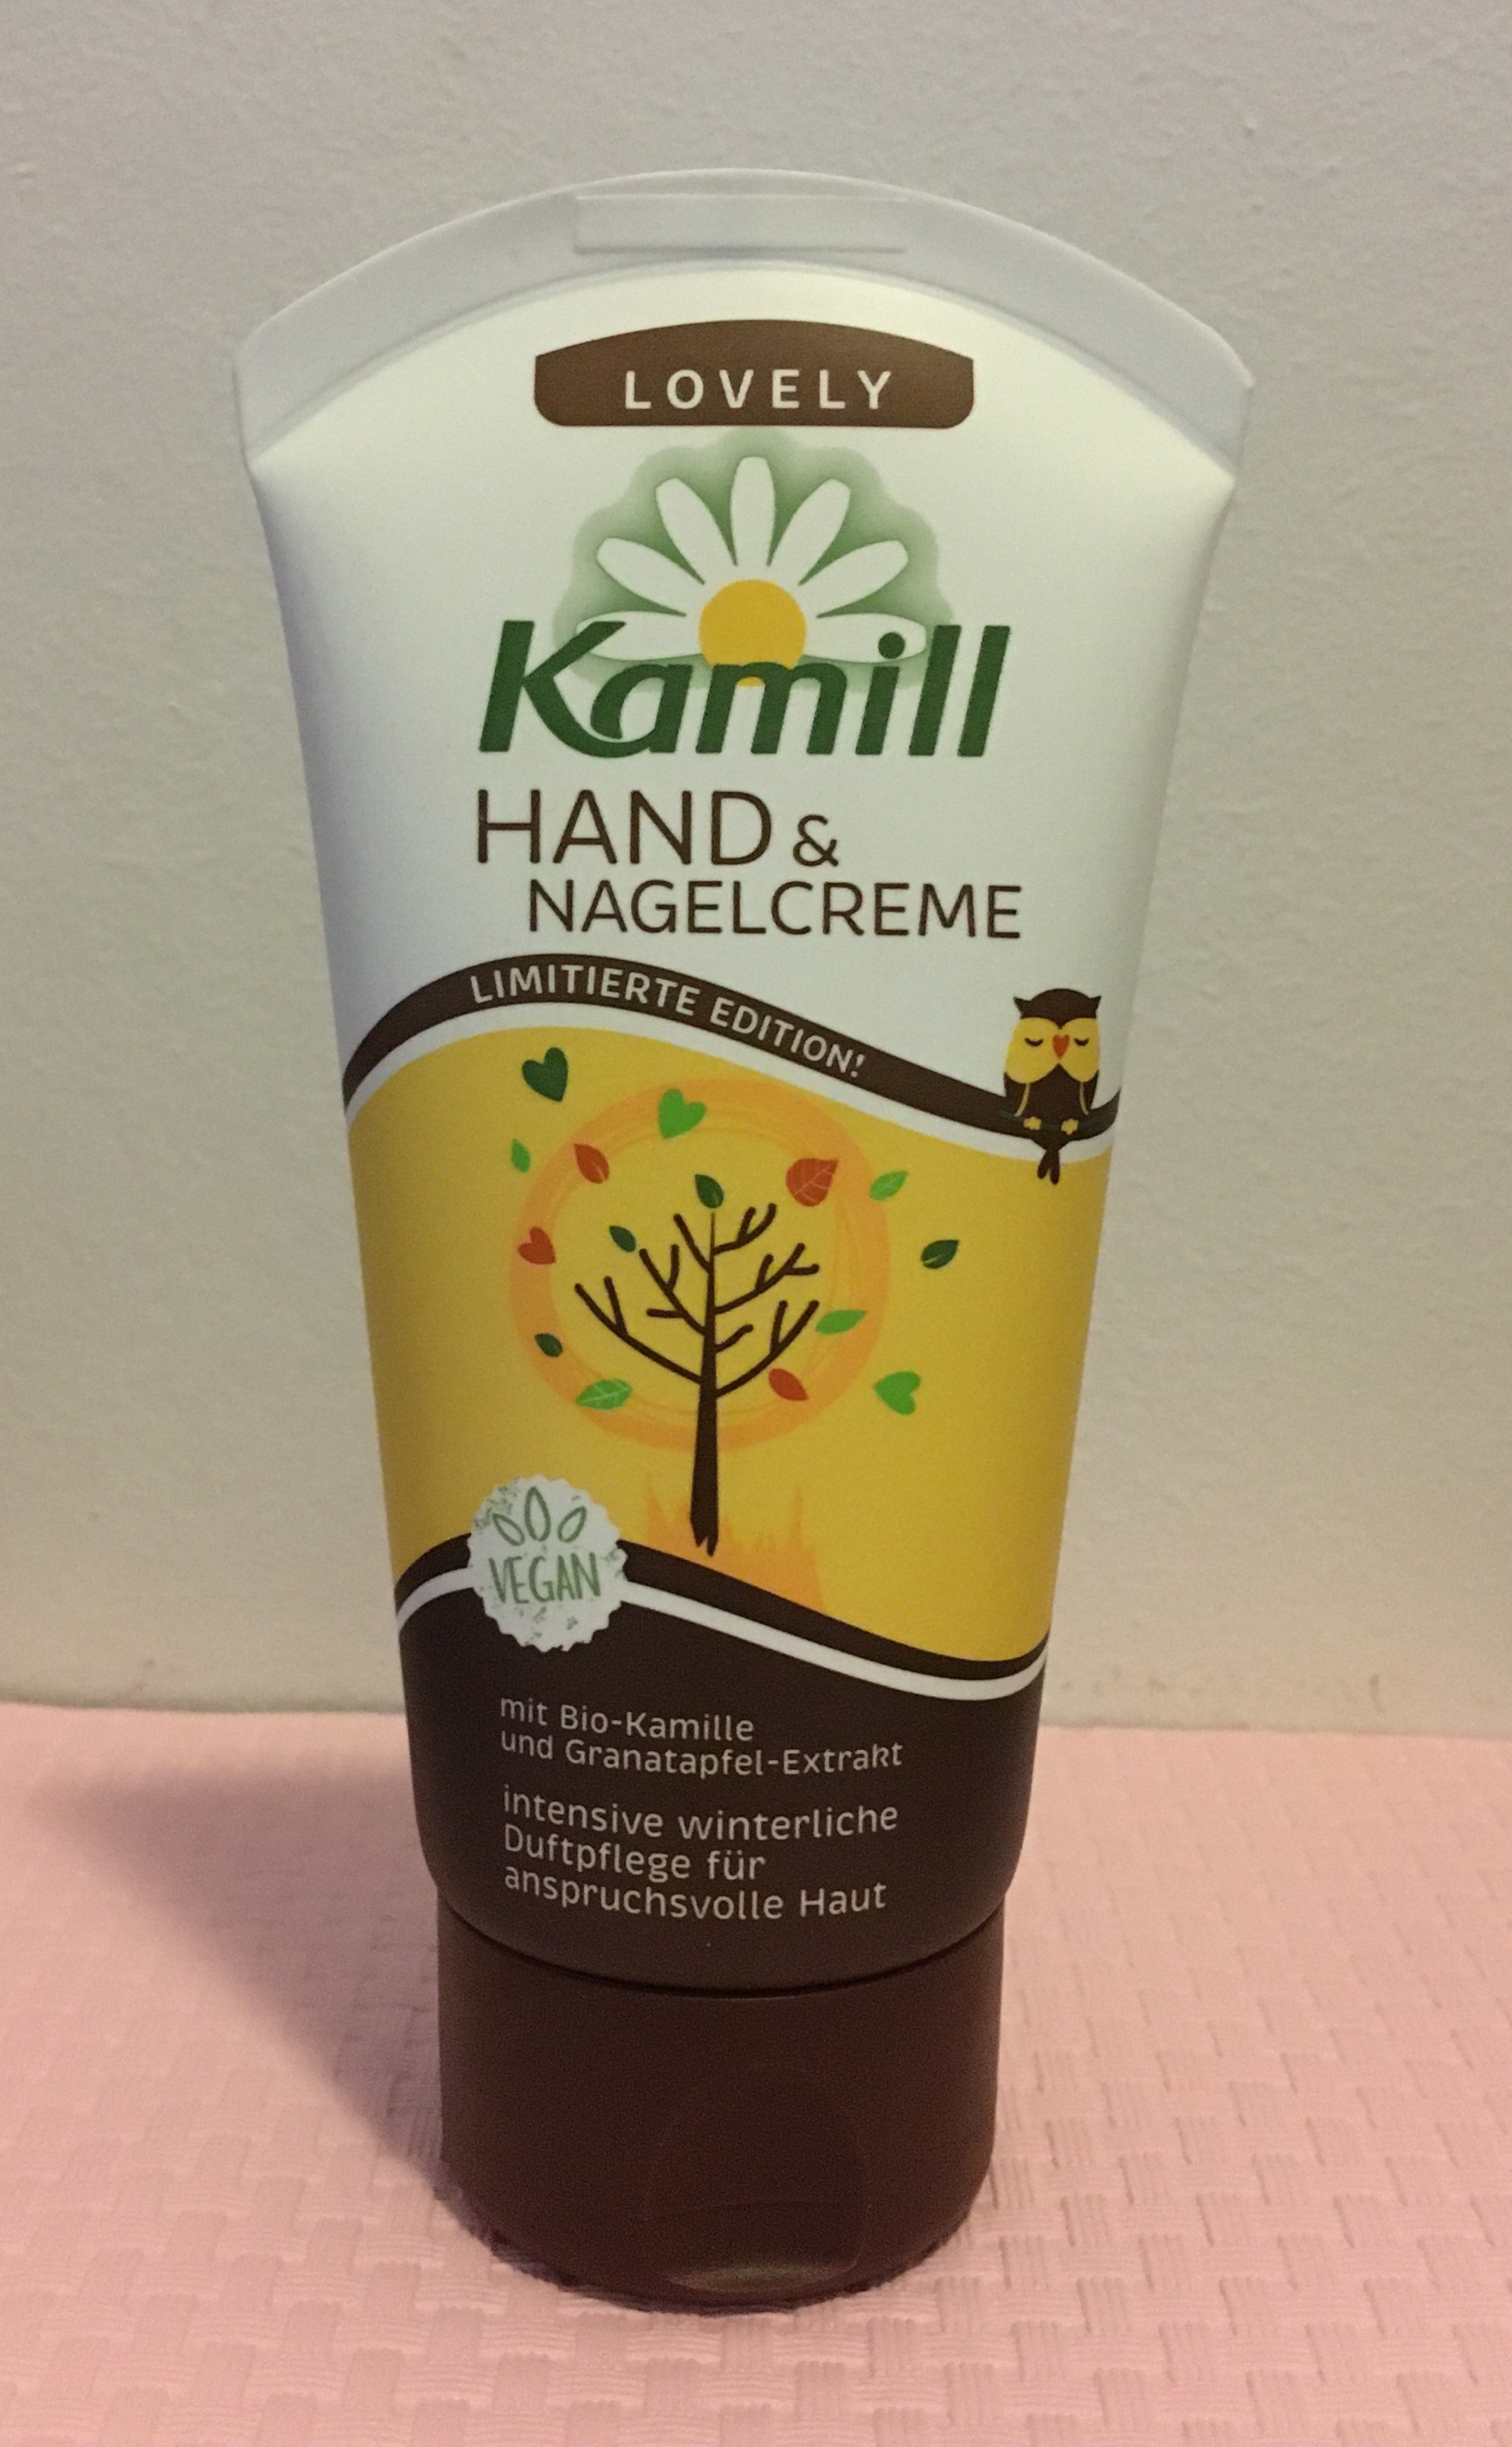 LOVELY
Kamill
HAND &
NAGELCREME
LIMITIERTE EDITION!
VEGAN
mit Bio-Kamille
und Granatapfel-Extrakt
intensive winterliche
Duftpflege für
anspruchsvolle Haut